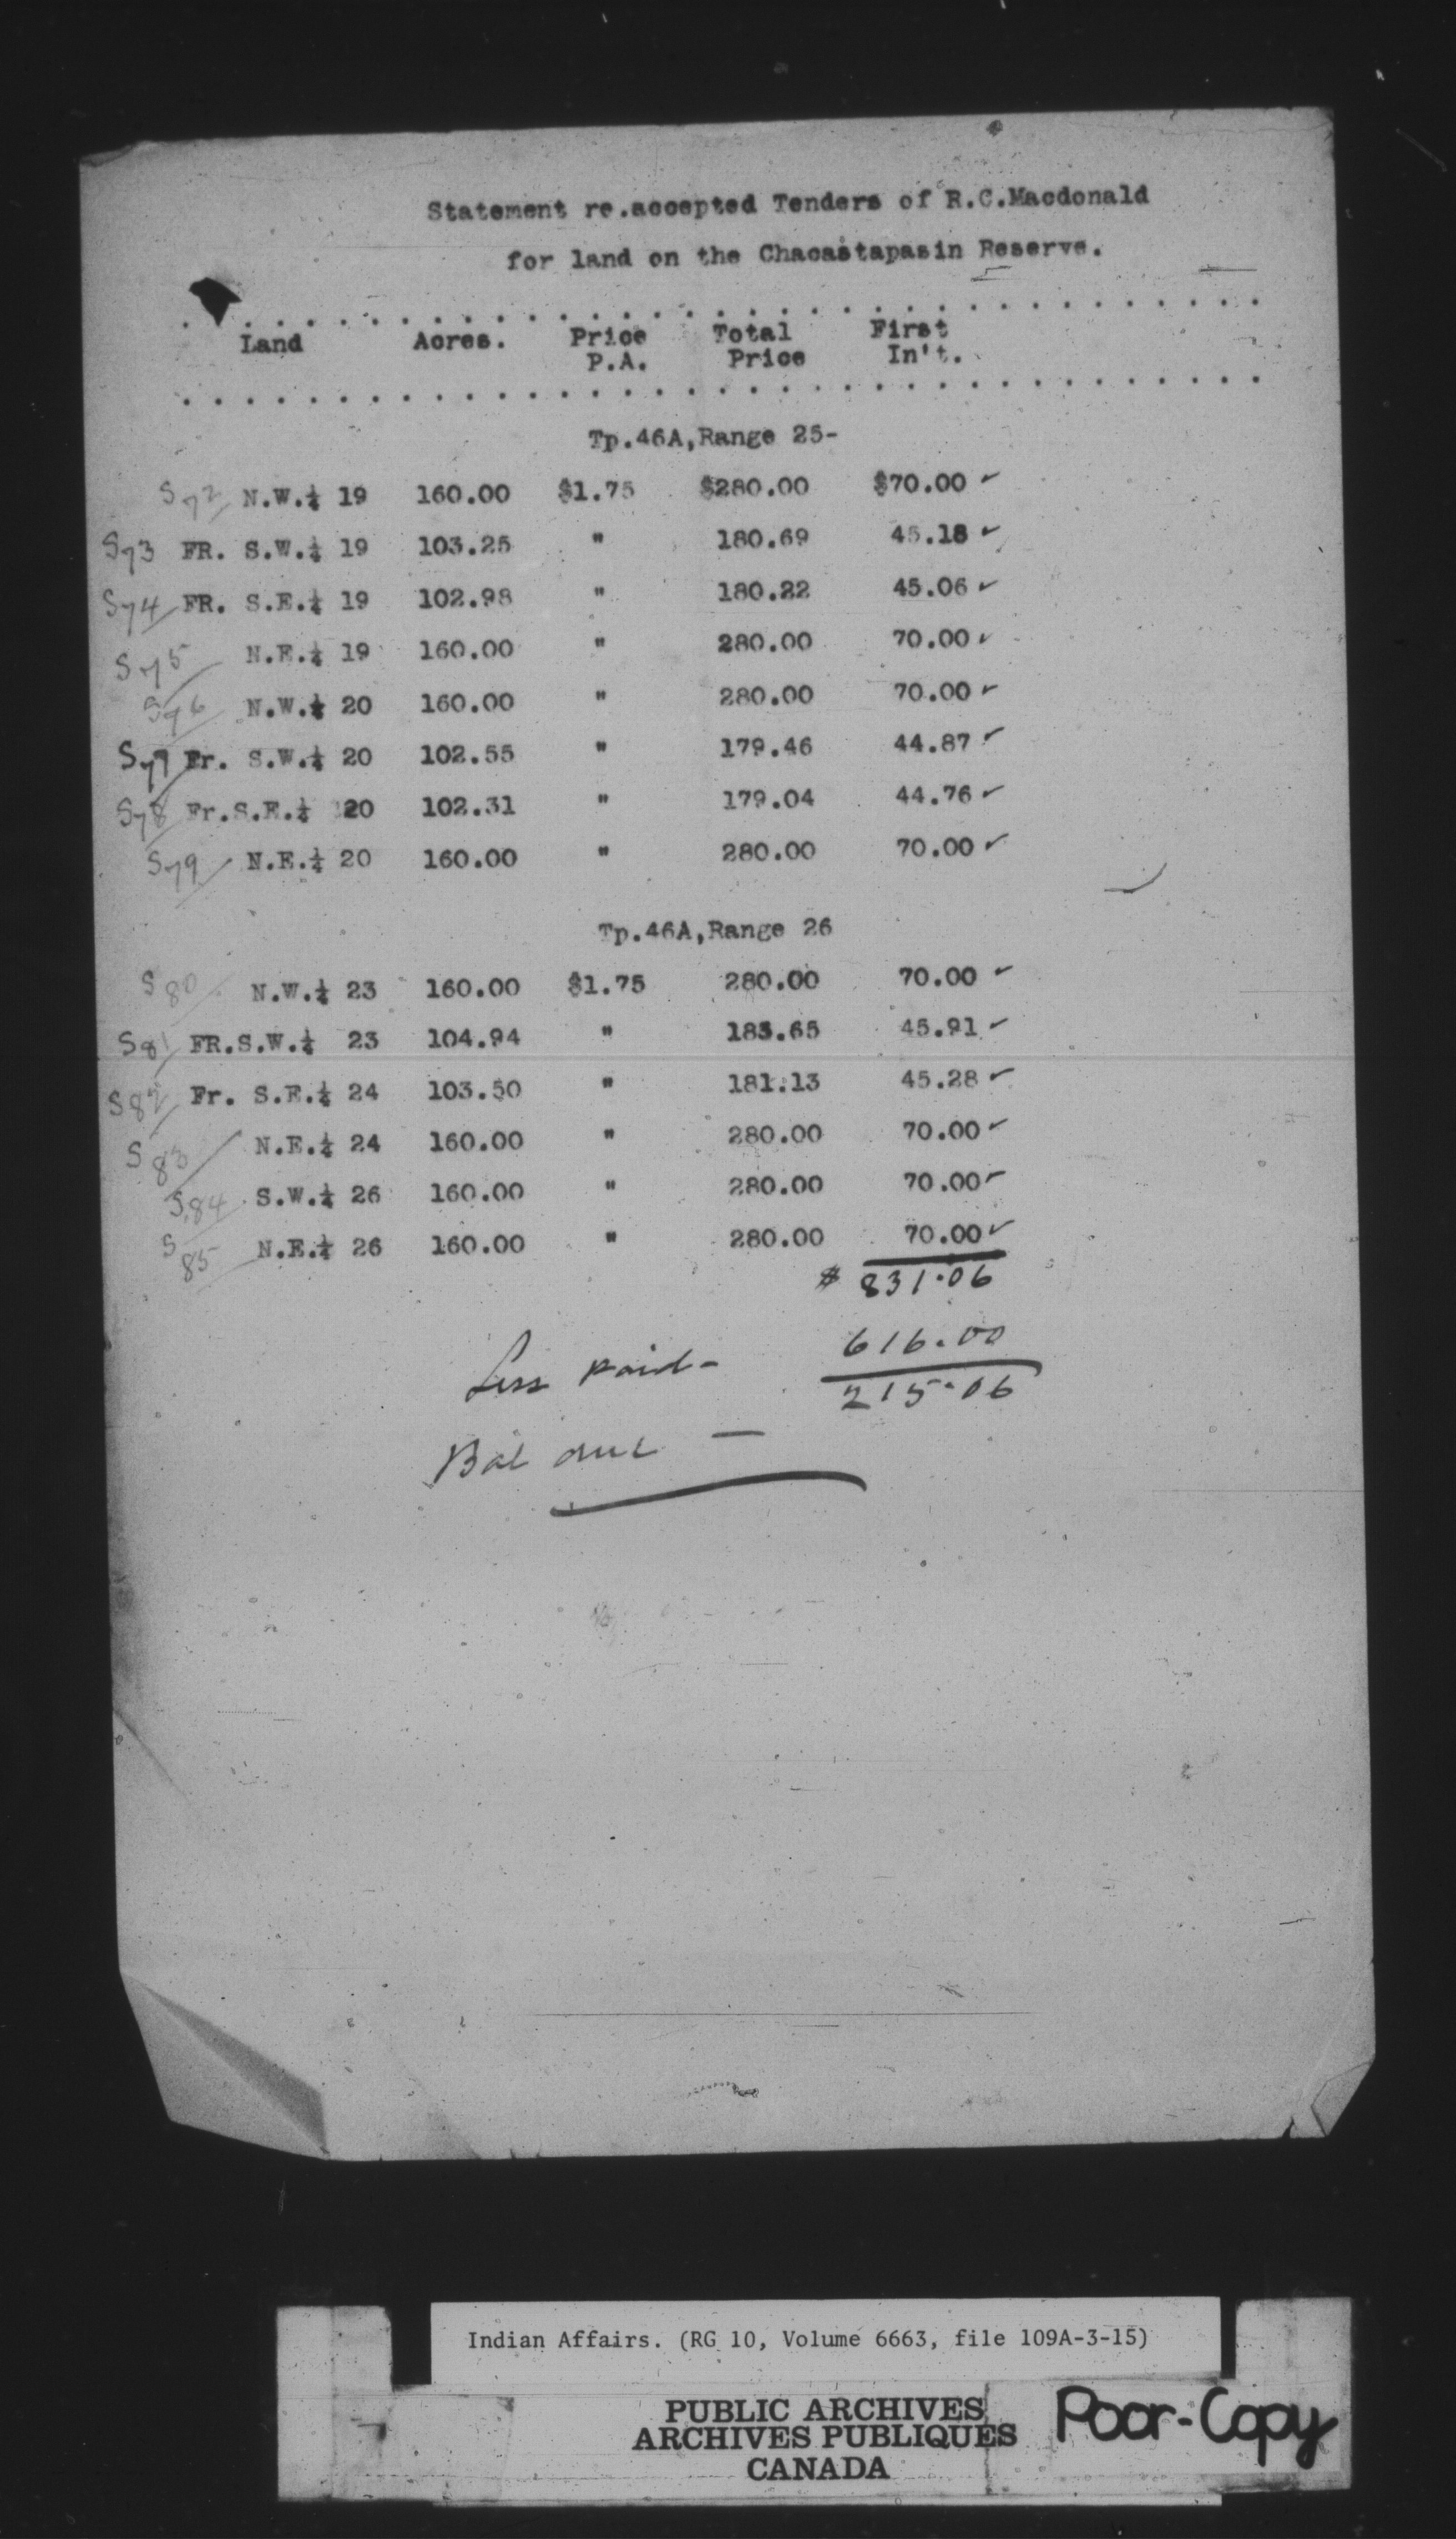 Statement re.accepted Tenders of R.C.Macdonald
for land on the Chacastapasin Reserve.
Land Acres. Price P.A. Total Price First In't.
Tp.46A,Range 25-
S72 N.W.¼ 19 160.00 $1.75 $280.00 $70.00 ✓
S73 FR. S.W.¼ 19 103.25 " 180.69 45.18 ✓
S74 FR. S.E.¼ 19 102.98 " 180.22 45.06 ✓
S75 N.E.¼ 19 160.00 " 280.00 70.00 ✓
S76 N.W.¼ 20 160.00 " 280.00 70.00 ✓
S77 Fr. S.W.¼ 20 102.55 " 179.46 44.87 ✓
S78 Fr.S.E.¼ 20 102.31 " 179.04 44.76 ✓
S79 N.E.¼ 20 160.00 " 280.00 70.00 ✓
Tp.46A,Range 26
S80 N.W.¼ 23 160.00 $1.75 280.00 70.00 ✓
S81 FR.S.W.¼ 23 104.94 " 183.65 45.91 ✓
S82 Fr. S.E.¼ 24 103.50 " 181.13 45.28 ✓
S83 N.E.¼ 24 160.00 " 280.00 70.00 ✓
S84 S.W.¼ 26 160.00 " 280.00 70.00 ✓
S85 N.E.¼ 26 160.00 " 280.00 70.00 ✓
$ 831.06
Less paid - 616.00
215.06
Bal due —
Indian Affairs. (RG 10, Volume 6663, file 109A-3-15)
PUBLIC ARCHIVES
ARCHIVES PUBLIQUES
CANADA
Poor-Copy